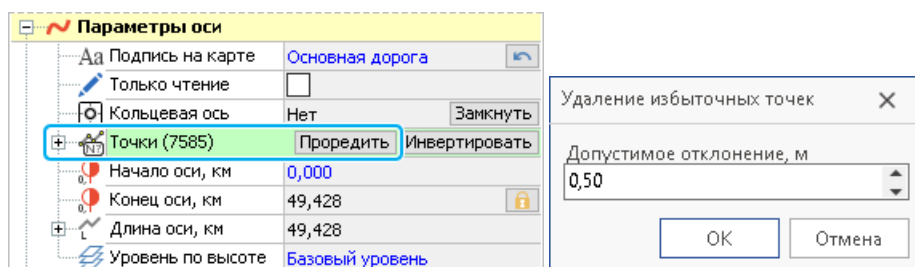 Параметры оси
Aa Подпись на карте Основная дорога
Только чтение
Кольцевая ось Нет Замкнуть
Точки (7585) Проредить Инвертировать
Начало оси, км 0,000
Конец оси, км 49,428
Длина оси, км 49,428
Уровень по высоте Базовый уровень
Удаление избыточных точек
Допустимое отклонение, м
0,50
OK Отмена